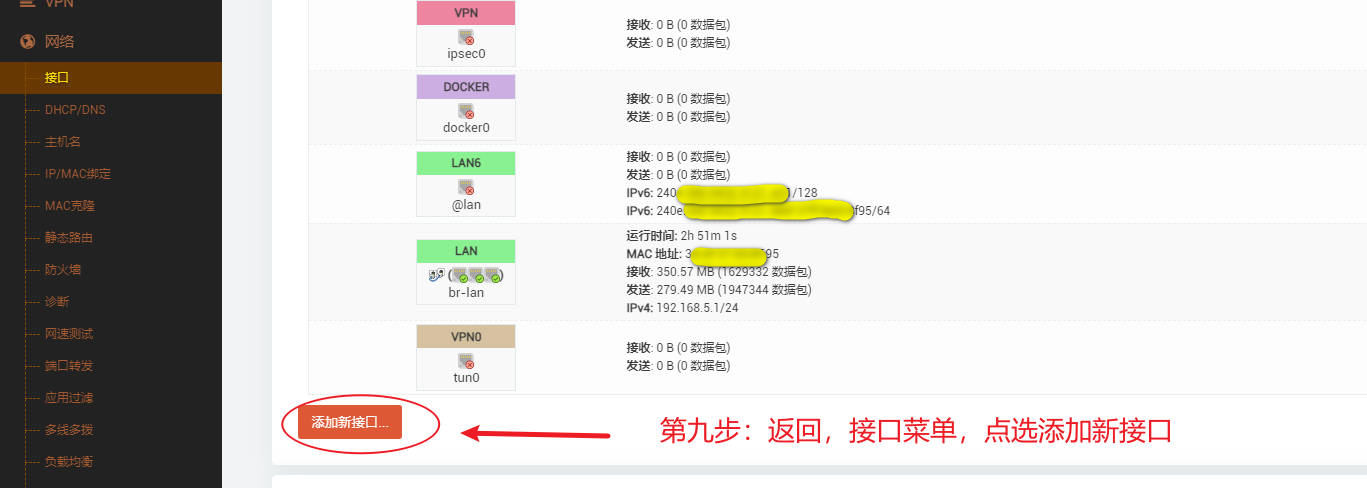 VPN
网络
接口
DHCP/DNS
主机名
IP/MAC绑定
MAC克隆
静态路由
防火墙
诊断
网速测试
端口转发
应用过滤
多线多拨
负载均衡
VPN
ipsec0
接收: 0 B (0 数据包)
发送: 0 B (0 数据包)
DOCKER
docker0
接收: 0 B (0 数据包)
发送: 0 B (0 数据包)
LAN6
@lan
接收: 0 B (0 数据包)
发送: 0 B (0 数据包)
IPv6: 240 1/128
IPv6: 240e f95/64
LAN
br-lan
运行时间: 2h 51m 1s
MAC 地址: 3 95
接收: 350.57 MB (1629332 数据包)
发送: 279.49 MB (1947344 数据包)
IPv4: 192.168.5.1/24
VPN0
tun0
接收: 0 B (0 数据包)
发送: 0 B (0 数据包)
添加新接口...
第九步：返回，接口菜单，点选添加新接口